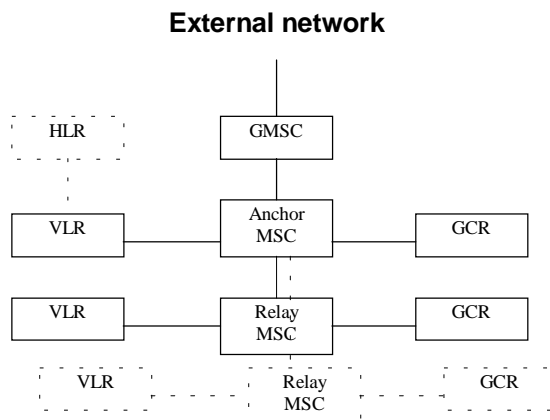 External network
HLR
GMSC
VLR
Anchor
MSC
GCR
VLR
Relay
MSC
GCR
VLR
Relay
MSC
GCR